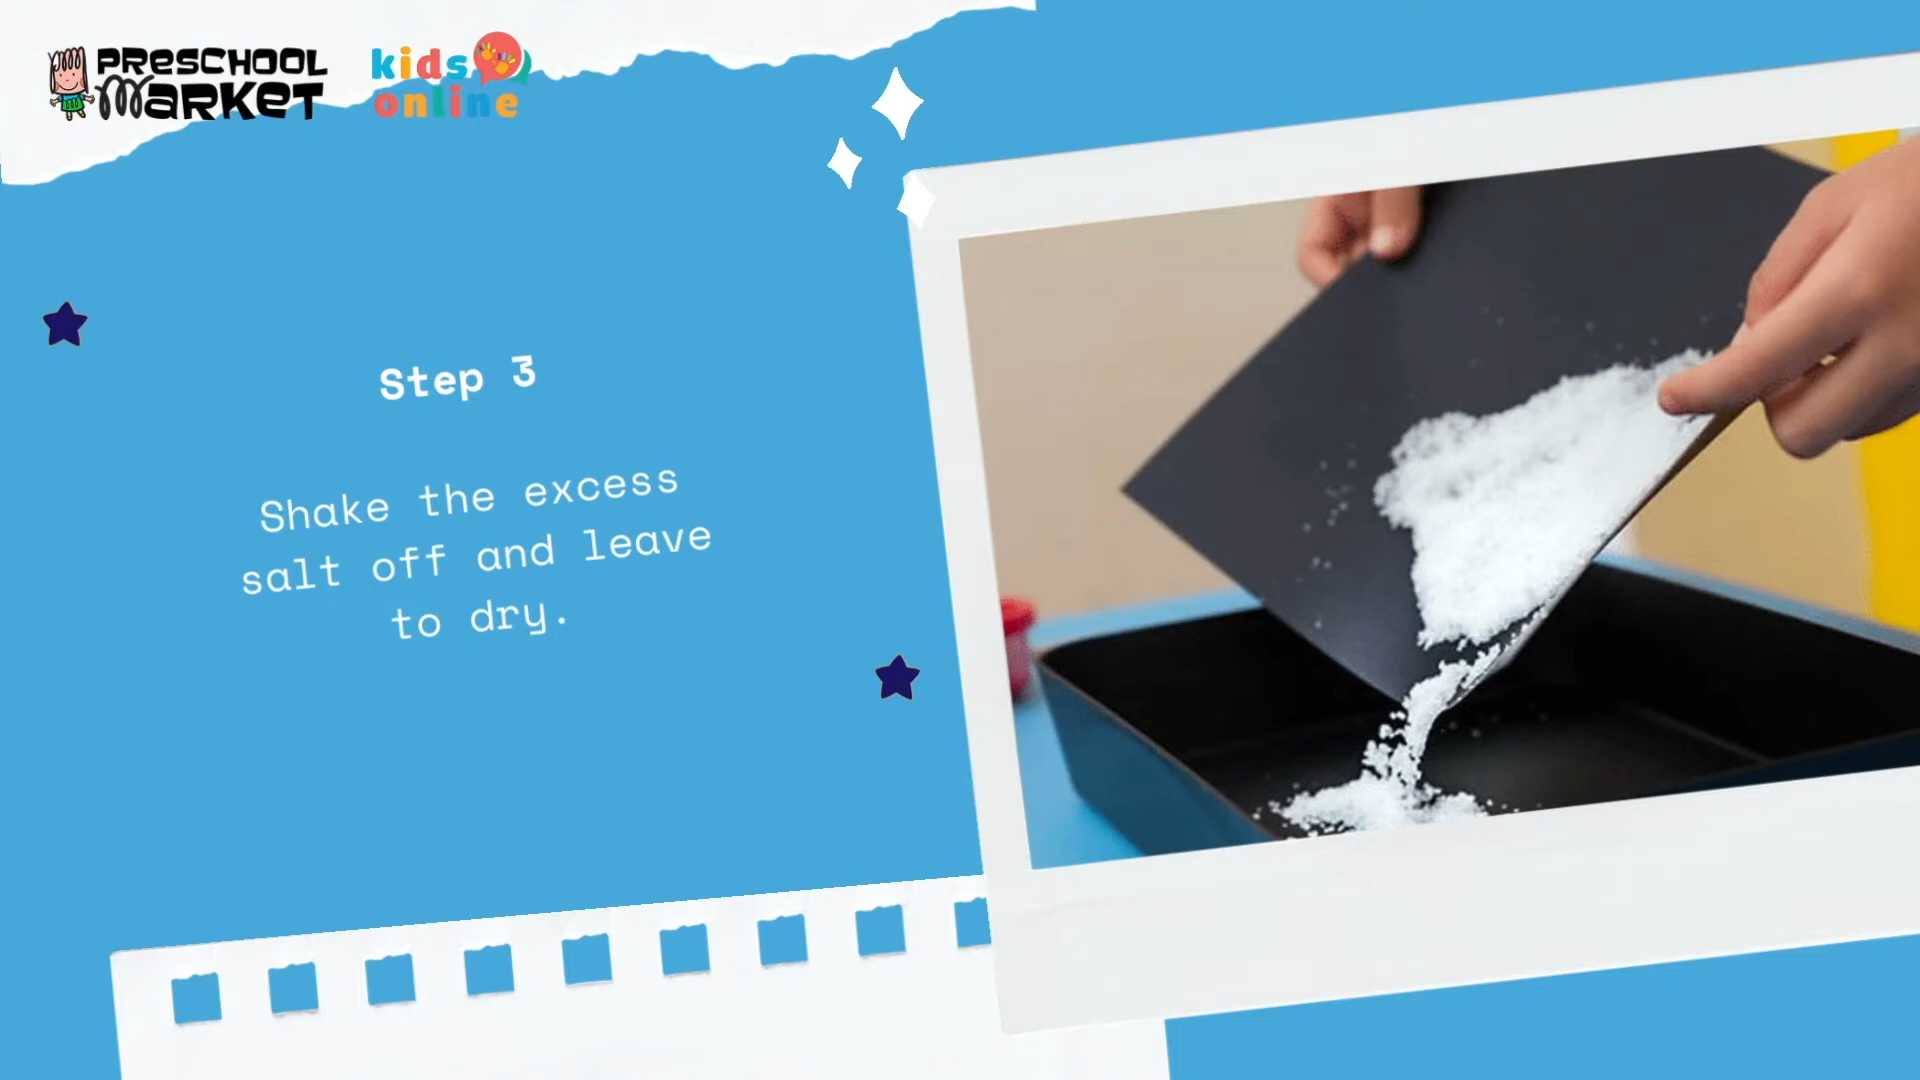 PRESCHOOL
MARKET
kids
online
Step 3
Shake the excess
salt off and leave
to dry.